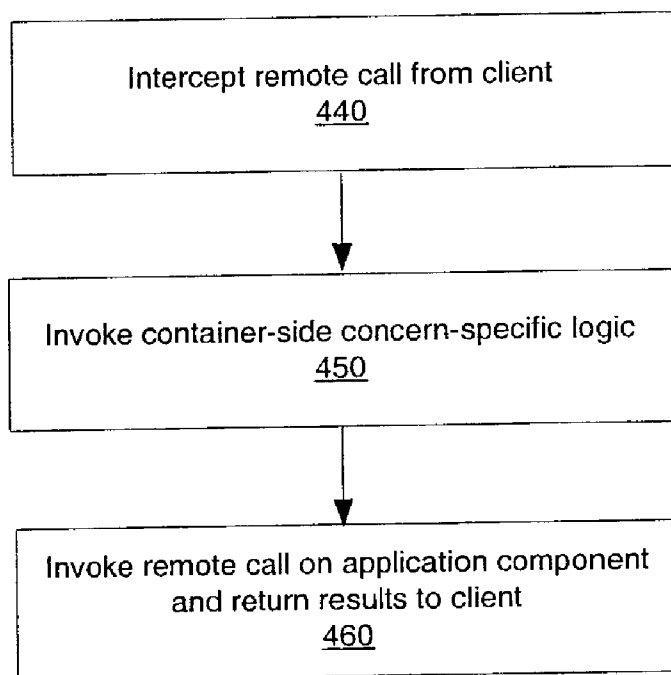 Intercept remote call from client
440
Invoke container-side concern-specific logic
450
Invoke remote call on application component
and return results to client
460